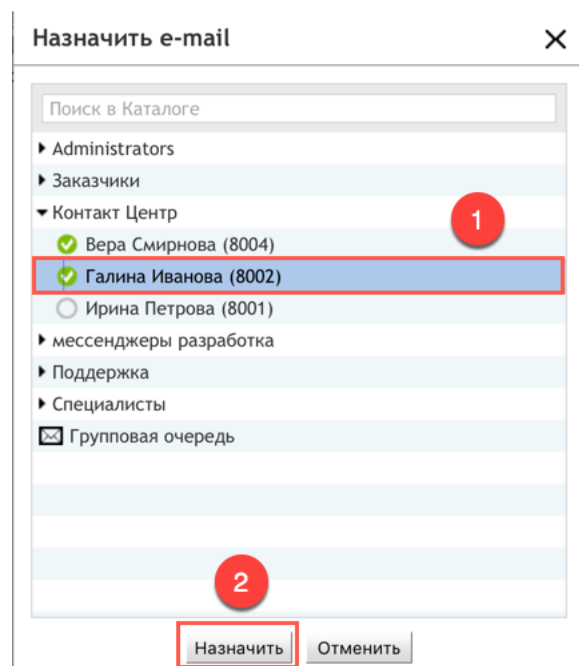 Назначить e-mail
Поиск в Каталоге
Administrators
Заказчики
Контакт Центр
1
Вера Смирнова (8004)
Галина Иванова (8002)
Ирина Петрова (8001)
мессенджеры разработка
Поддержка
Специалисты
Групповая очередь
2
Назначить Отменить